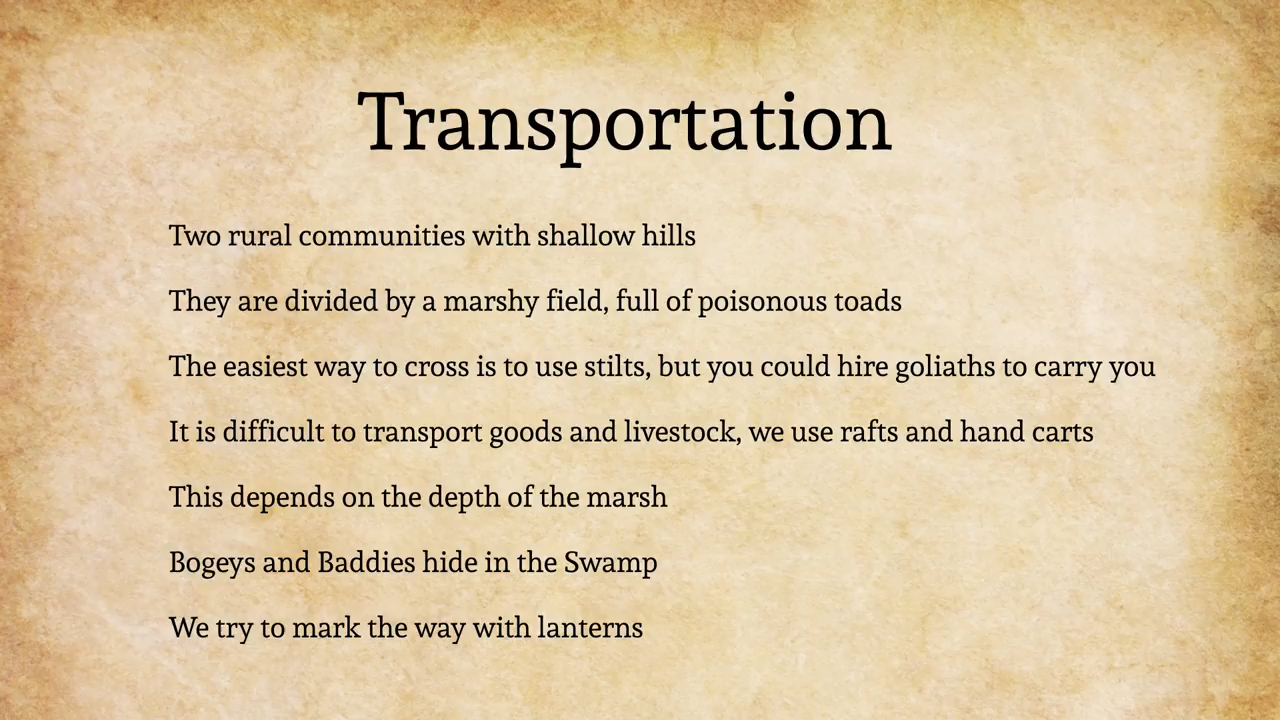 Transportation
Two rural communities with shallow hills
They are divided by a marshy field, full of poisonous toads
The easiest way to cross is to use stilts, but you could hire goliaths to carry you
It is difficult to transport goods and livestock, we use rafts and hand carts
This depends on the depth of the marsh
Bogeys and Baddies hide in the Swamp
We try to mark the way with lanterns